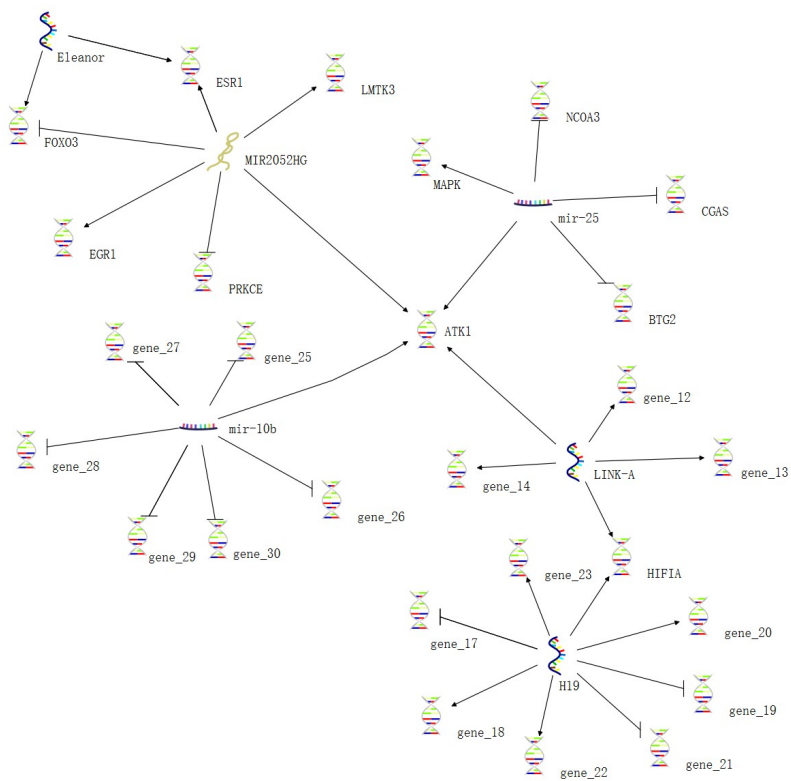 Eleanor
ESR1
LMTK3
FOXO3
MIR2052HG
NCOA3
MAPK
CGAS
mir-25
EGR1
PRKCE
BTG2
ATK1
gene_27
gene_25
gene_12
mir-10b
gene_28
LINK-A
gene_13
gene_14
gene_26
gene_29
gene_30
gene_23
HIFIA
gene_17
gene_20
H19
gene_19
gene_18
gene_21
gene_22